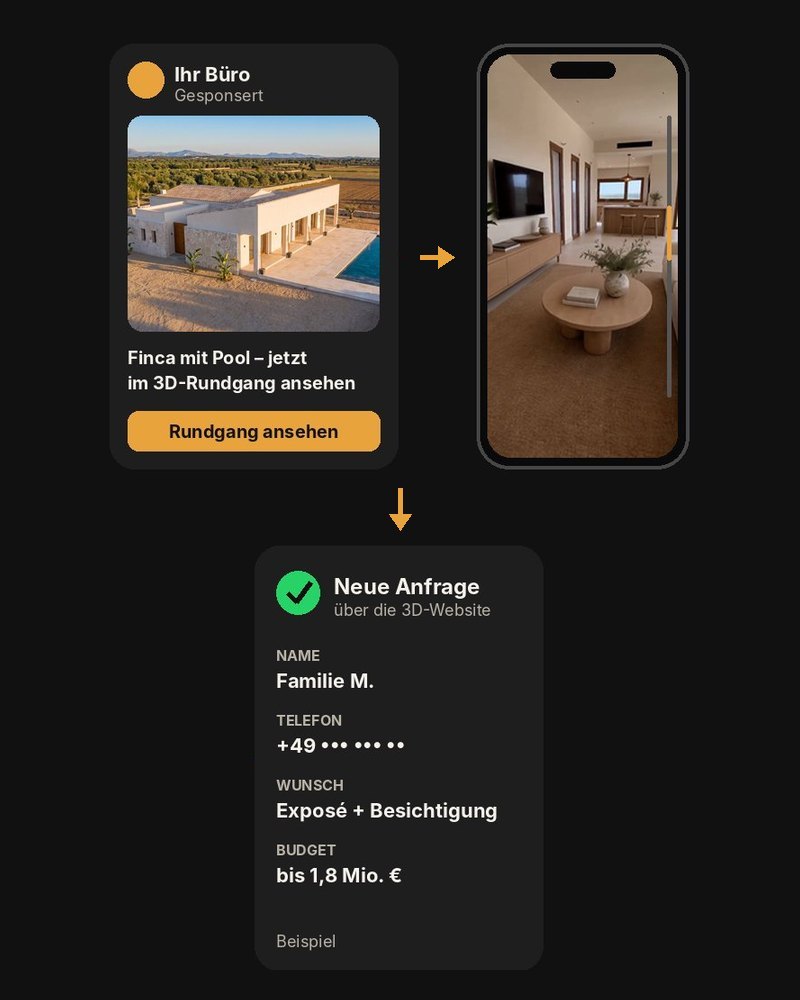 Ihr Büro
Gesponsert
Finca mit Pool – jetzt
im 3D-Rundgang ansehen
Rundgang ansehen
Neue Anfrage
über die 3D-Website
NAME
Familie M.
TELEFON
+49 ••• ••• ••
WUNSCH
Exposé + Besichtigung
BUDGET
bis 1,8 Mio. €
Beispiel